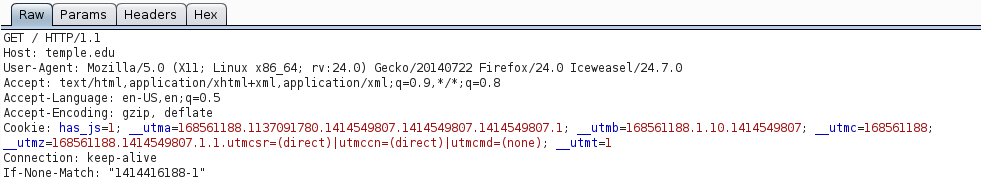 Raw Params Headers Hex
GET / HTTP/1.1
Host: temple.edu
User-Agent: Mozilla/5.0 (X11; Linux x86_64; rv:24.0) Gecko/20140722 Firefox/24.0 Iceweasel/24.7.0
Accept: text/html,application/xhtml+xml,application/xml;q=0.9,*/*;q=0.8
Accept-Language: en-US,en;q=0.5
Accept-Encoding: gzip, deflate
Cookie: has_js=1; __utma=168561188.1137091780.1414549807.1414549807.1414549807.1; __utmb=168561188.1.10.1414549807; __utmc=168561188;
__utmz=168561188.1414549807.1.1.utmcsr=(direct)|utmccn=(direct)|utmcmd=(none); __utmt=1
Connection: keep-alive
If-None-Match: "1414416188-1"